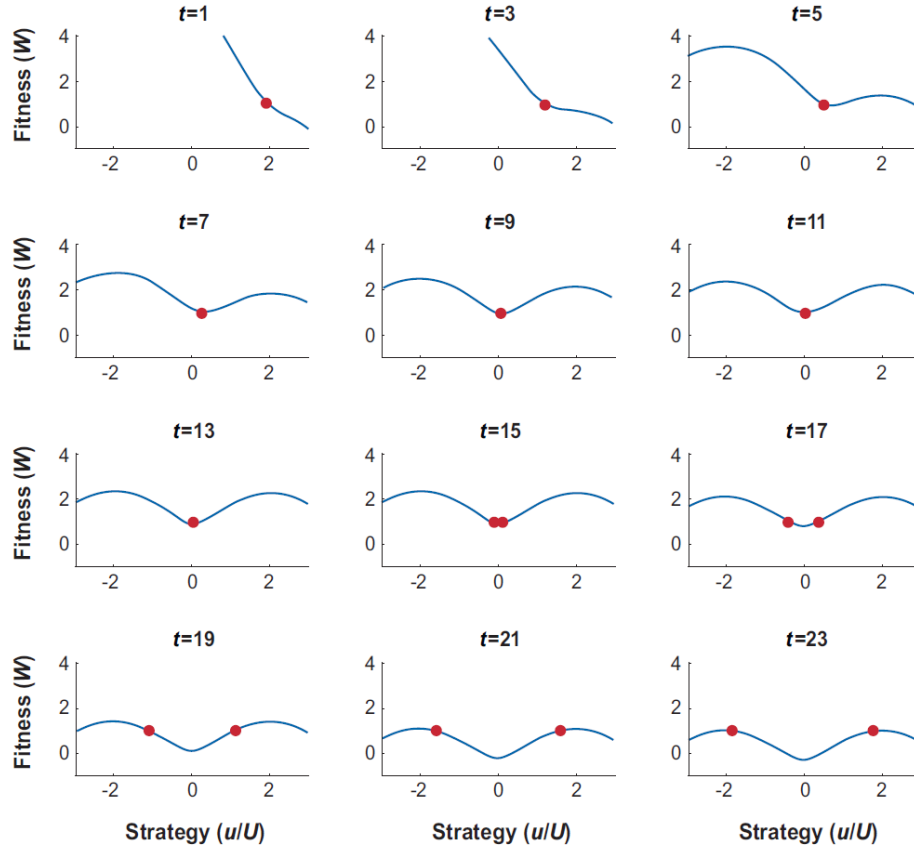 t=1 t=3 t=5
Fitness (W)
4 4 4
2 2 2
0 0 0
-2 0 2 -2 0 2 -2 0 2
t=7 t=9 t=11
Fitness (W)
4 4 4
2 2 2
0 0 0
-2 0 2 -2 0 2 -2 0 2
t=13 t=15 t=17
Fitness (W)
4 4 4
2 2 2
0 0 0
-2 0 2 -2 0 2 -2 0 2
t=19 t=21 t=23
Fitness (W)
4 4 4
2 2 2
0 0 0
-2 0 2 -2 0 2 -2 0 2
Strategy (u/U) Strategy (u/U) Strategy (u/U)